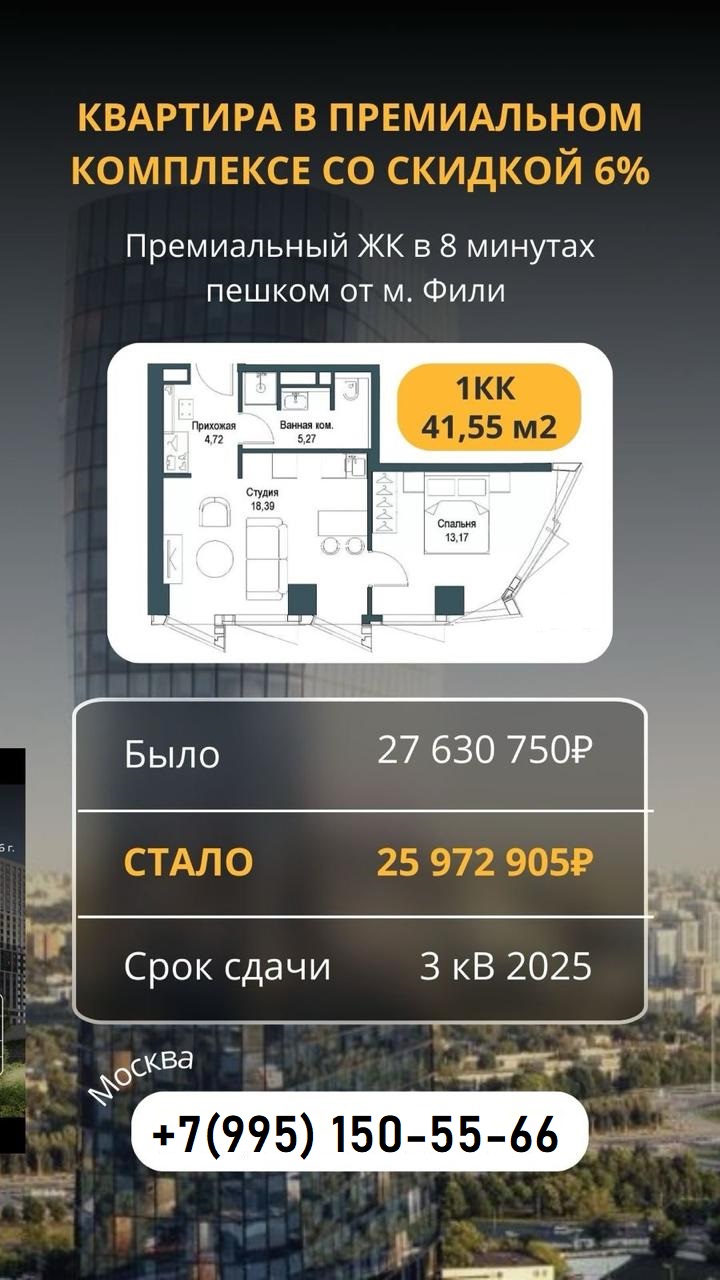 КВАРТИРА В ПРЕМИАЛЬНОМ
КОМПЛЕКСЕ СО СКИДКОЙ 6%
Премиальный ЖК в 8 минутах
пешком от м. Фили
1КК
41,55 м2
Прихожая
4,72
Ванная ком.
5,27
Студия
18,39
Спальня
13,17
Было 27 630 750₽
СТАЛО 25 972 905₽
6 г.
Срок сдачи 3 кВ 2025
Москва
+7(995) 150-55-66